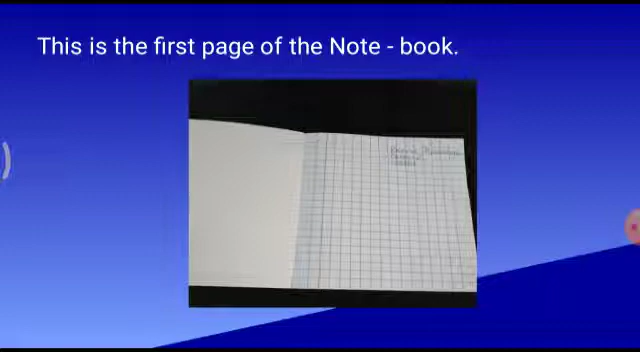 This is the first page of the Note - book.